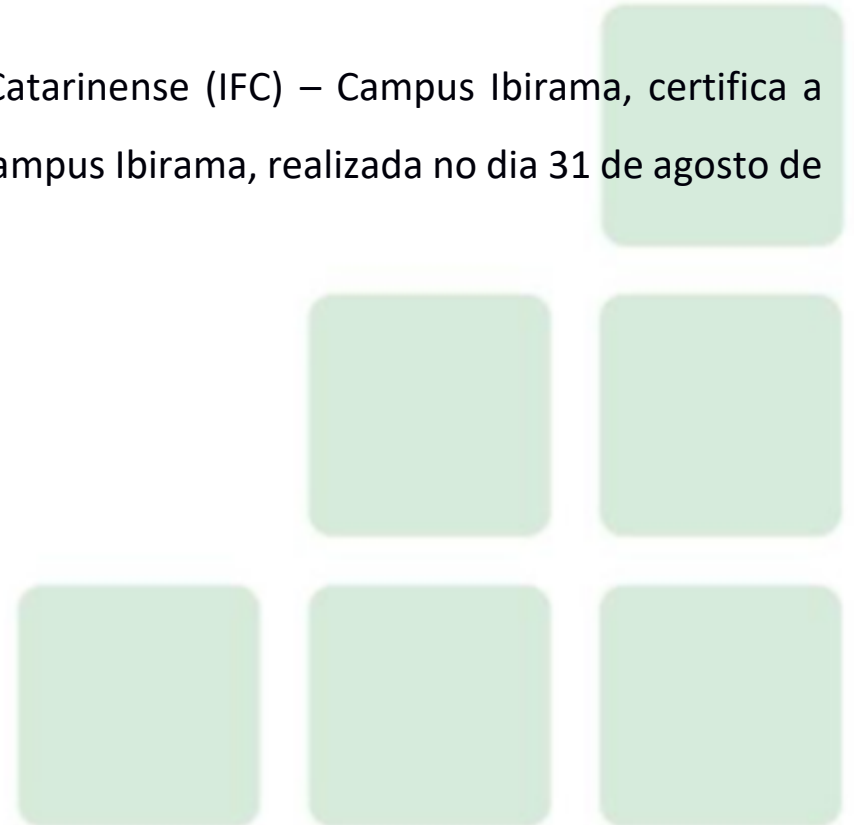 Catarinense (IFC) – Campus Ibirama, certifica a
ampus Ibirama, realizada no dia 31 de agosto de